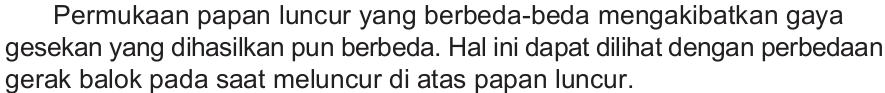 Permukaan papan luncur yang berbeda-beda mengakibatkan gaya
gesekan yang dihasilkan pun berbeda. Hal ini dapat dilihat dengan perbedaan
gerak balok pada saat meluncur di atas papan luncur.